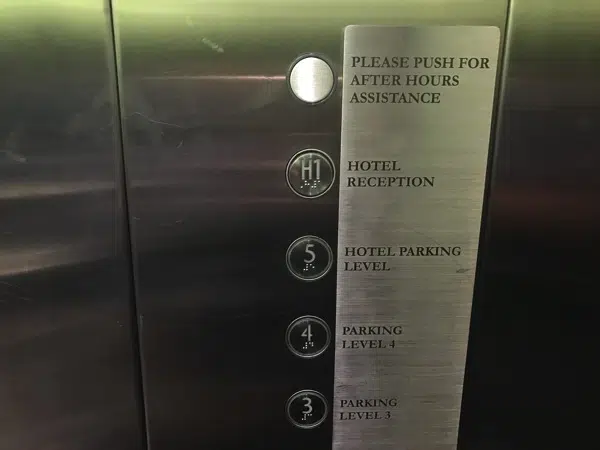 PLEASE PUSH FOR
AFTER HOURS
ASSISTANCE
H1
HOTEL
RECEPTION
5
HOTEL PARKING
LEVEL
4
PARKING
LEVEL 4
3
PARKING
LEVEL 3